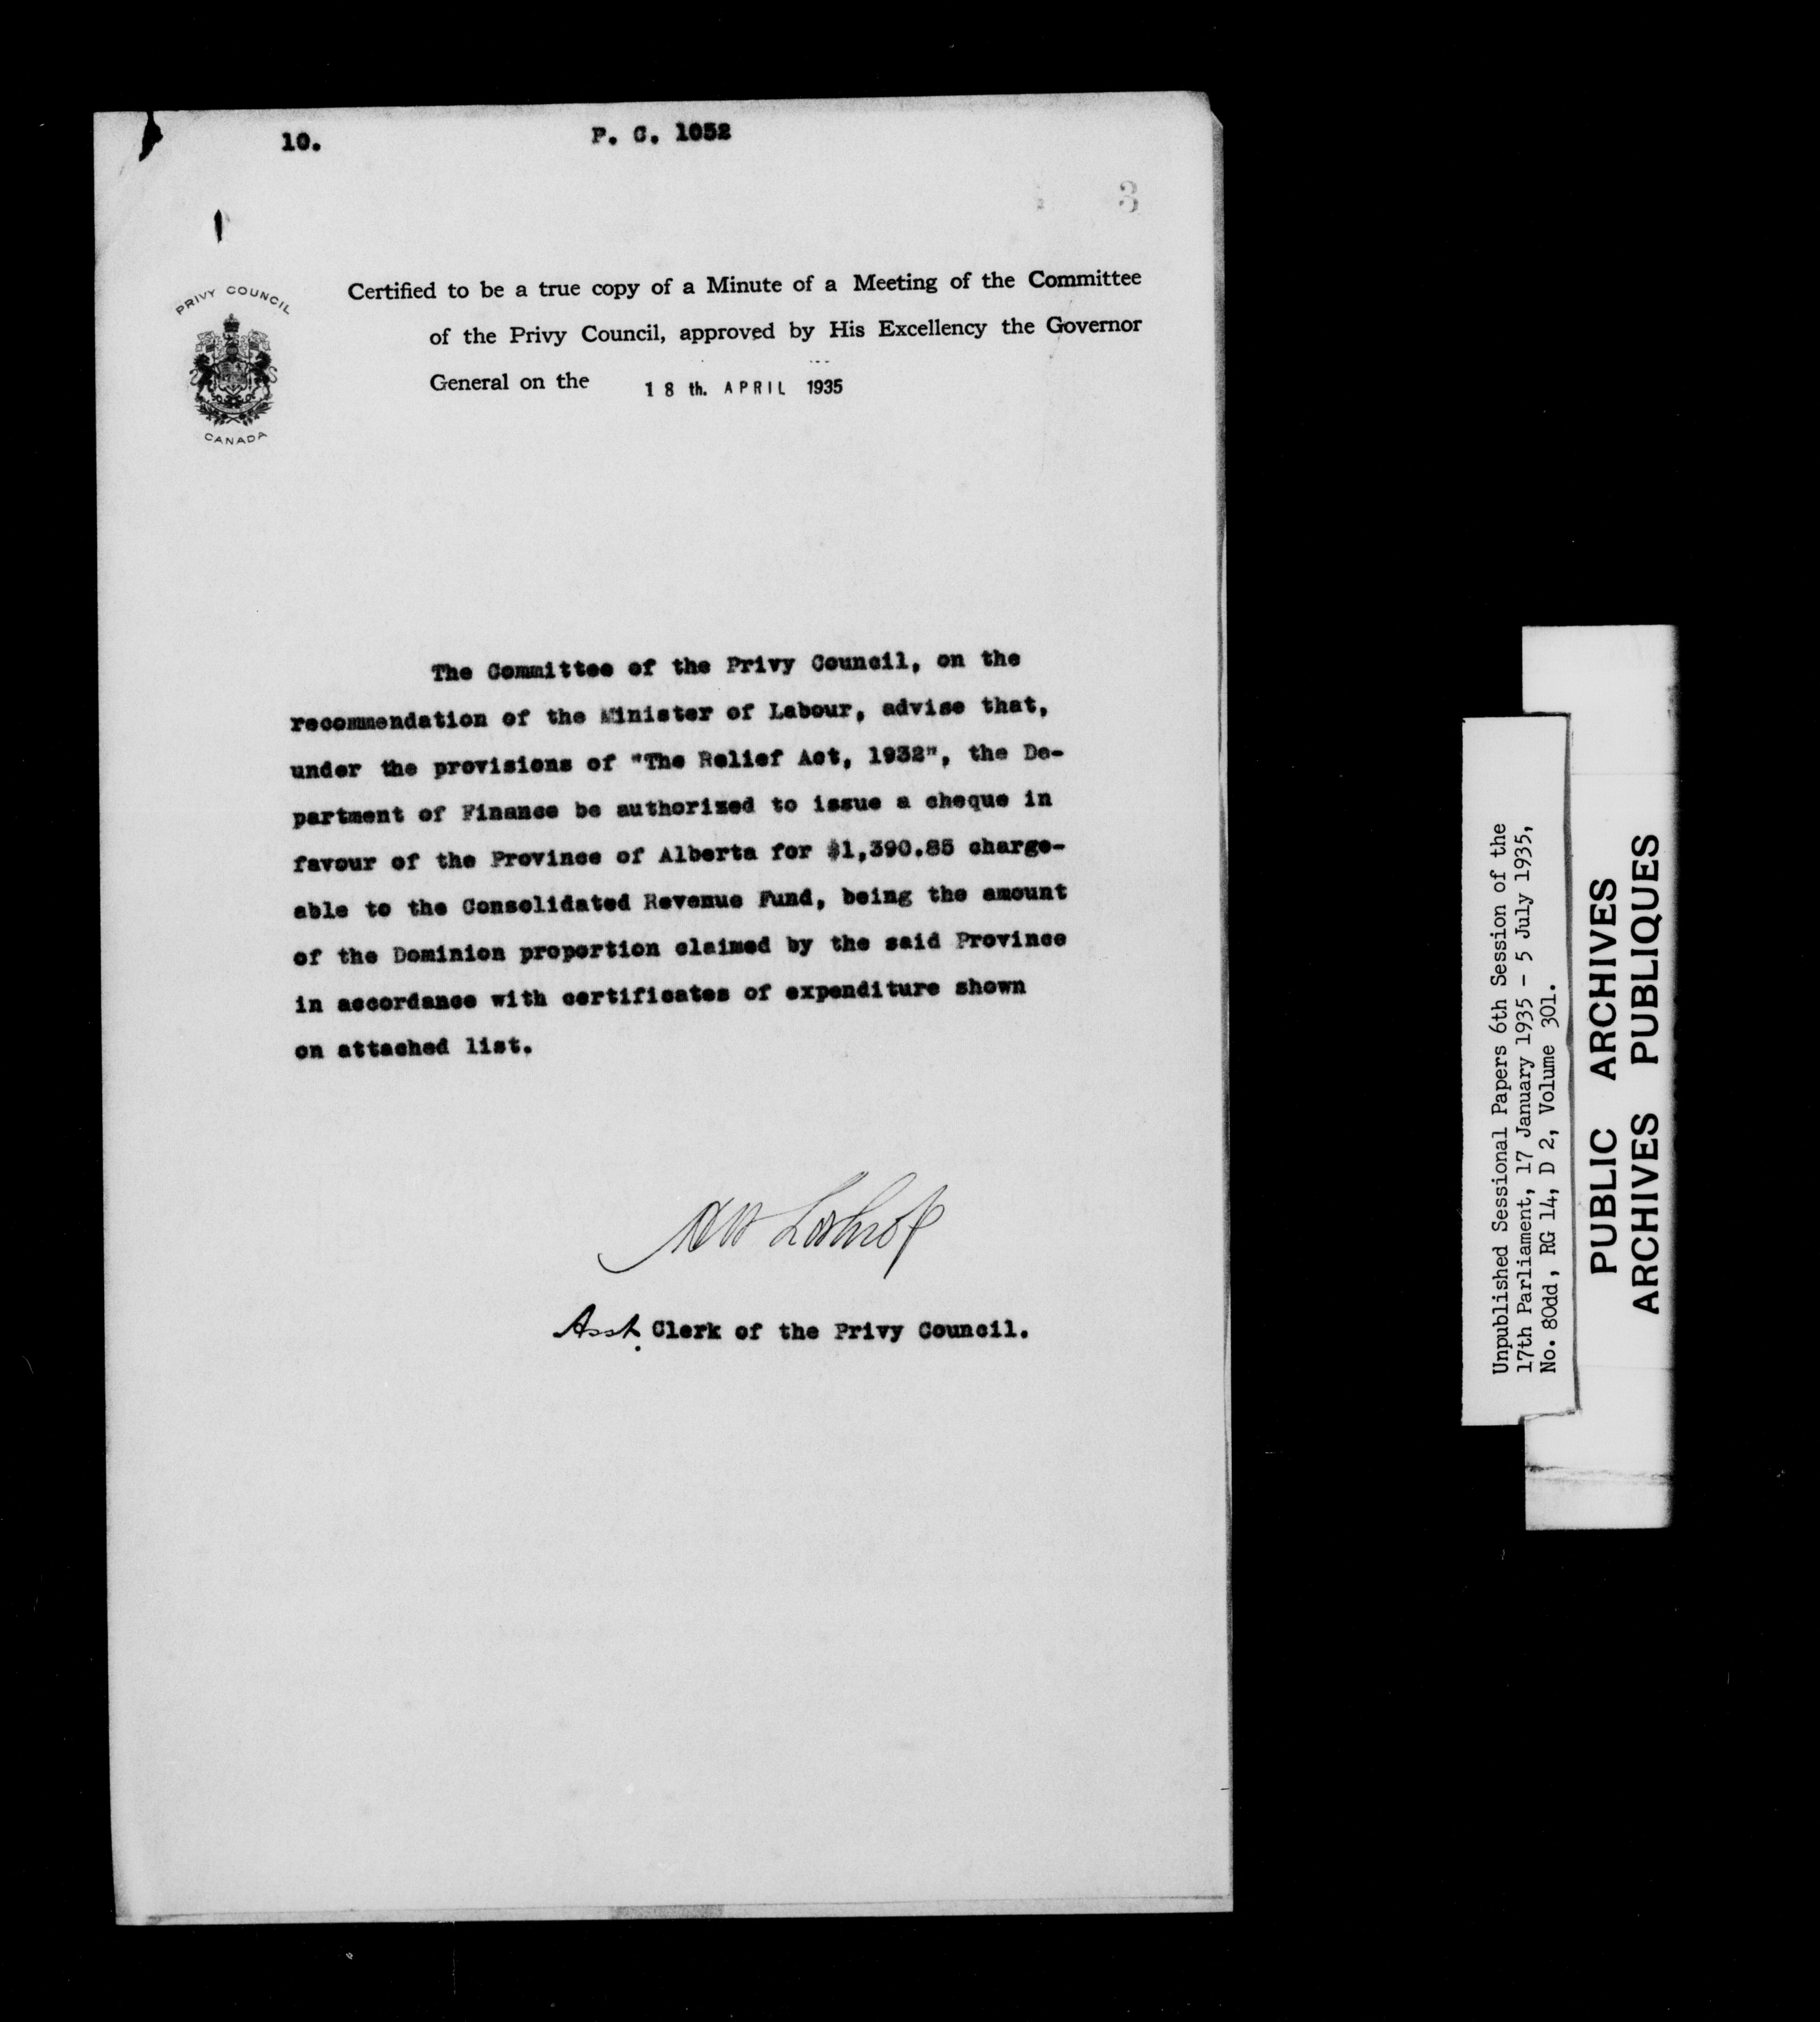 10.
P. C. 1052
3
PRIVY COUNCIL
CANADA
Certified to be a true copy of a Minute of a Meeting of the Committee
of the Privy Council, approved by His Excellency the Governor
General on the 18 th. APRIL 1935
The Committee of the Privy Council, on the
recommendation of the Minister of Labour, advise that,
under the provisions of "The Relief Act, 1932", the De-
partment of Finance be authorized to issue a cheque in
favour of the Province of Alberta for $1,390.85 charge-
able to the Consolidated Revenue Fund, being the amount
of the Dominion proportion claimed by the said Province
in accordance with certificates of expenditure shown
on attached list.
Asst. Clerk of the Privy Council.
Unpublished Sessional Papers 6th Session of the
17th Parliament, 17 January 1935 - 5 July 1935,
No. 80dd, RG 14, D 2, Volume 301.
PUBLIC ARCHIVES
ARCHIVES PUBLIQUES